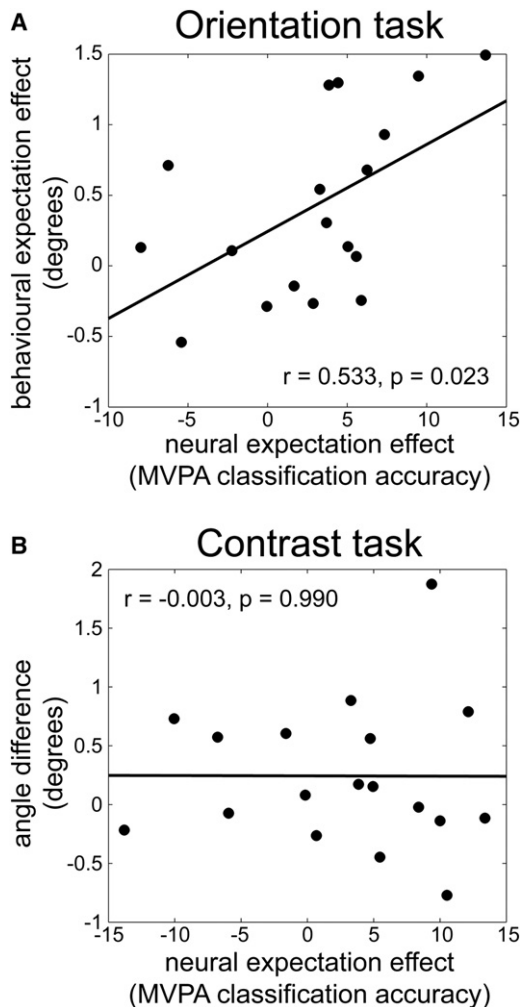 A
Orientation task
behavioural expectation effect
(degrees)
1.5
1
0.5
0
-0.5
-1
r = 0.533, p = 0.023
-10
-5
0
5
10
15
neural expectation effect
(MVPA classification accuracy)
B
Contrast task
angle difference
(degrees)
2
1.5
1
0.5
0
-0.5
-1
r = -0.003, p = 0.990
-15
-10
-5
0
5
10
15
neural expectation effect
(MVPA classification accuracy)